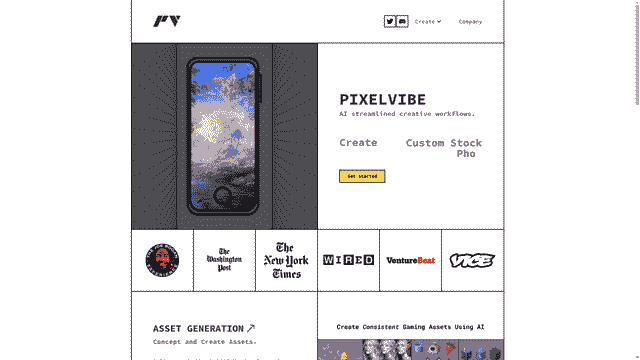 PV
Create
Company
PIXELVIBE
AI streamlined creative workflows.
Create
Custom Stock
Pho
Get started
The
Washington
Post
The
New York
Times
WIRED
VentureBeat
VICE
ASSET GENERATION
Concept and Create Assets.
Create Consistent Gaming Assets Using AI